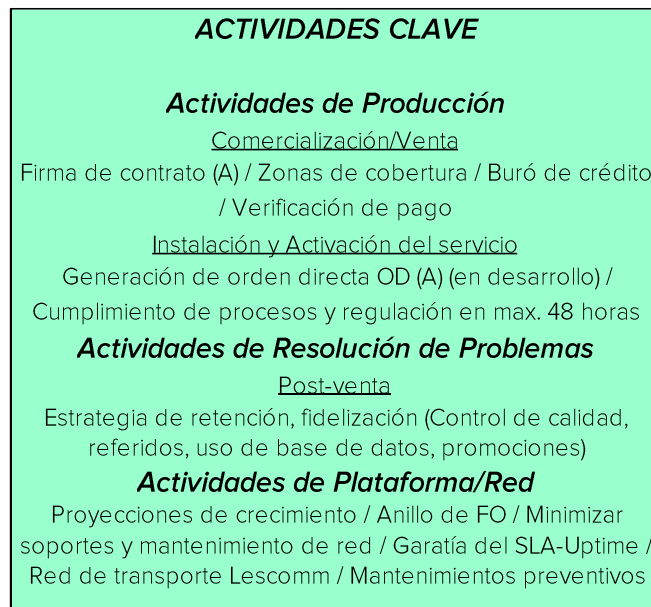 ACTIVIDADES CLAVE
Actividades de Producción
Comercialización/Venta
Firma de contrato (A) / Zonas de cobertura / Buró de crédito
/ Verificación de pago
Instalación y Activación del servicio
Generación de orden directa OD (A) (en desarrollo) /
Cumplimiento de procesos y regulación en max. 48 horas
Actividades de Resolución de Problemas
Post-venta
Estrategia de retención, fidelización (Control de calidad,
referidos, uso de base de datos, promociones)
Actividades de Plataforma/Red
Proyecciones de crecimiento / Anillo de FO / Minimizar
soportes y mantenimiento de red / Garatía del SLA-Uptime /
Red de transporte Lescomm / Mantenimientos preventivos